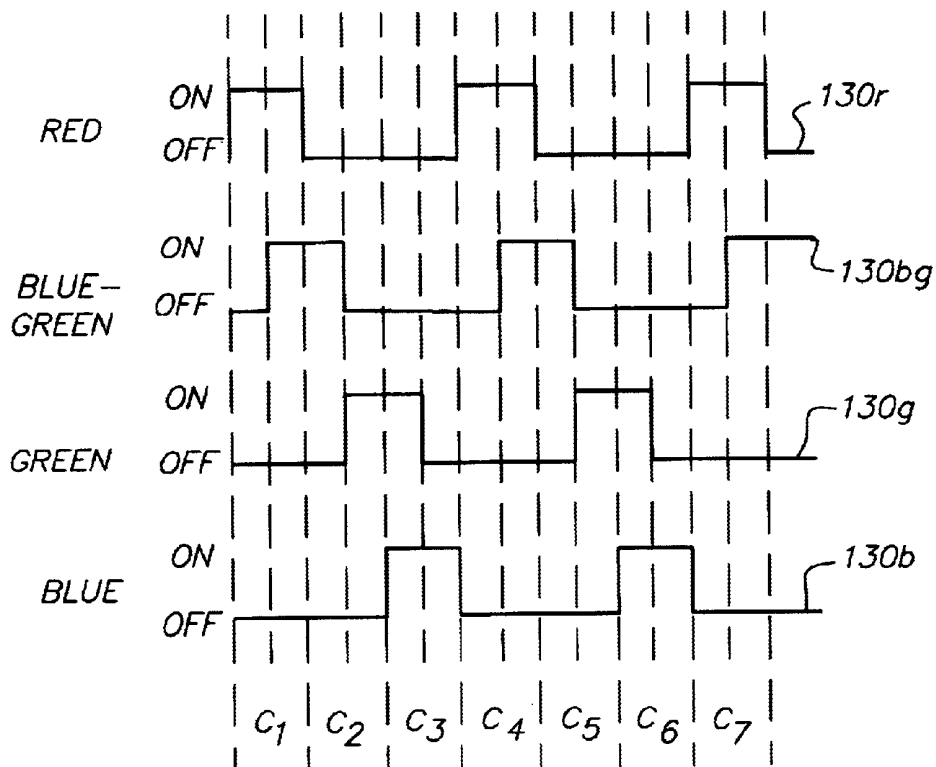 ON
RED
OFF
130r
ON
BLUE-
GREEN
OFF
130bg
ON
GREEN
OFF
130g
ON
BLUE
OFF
130b
C1 C2 C3 C4 C5 C6 C7